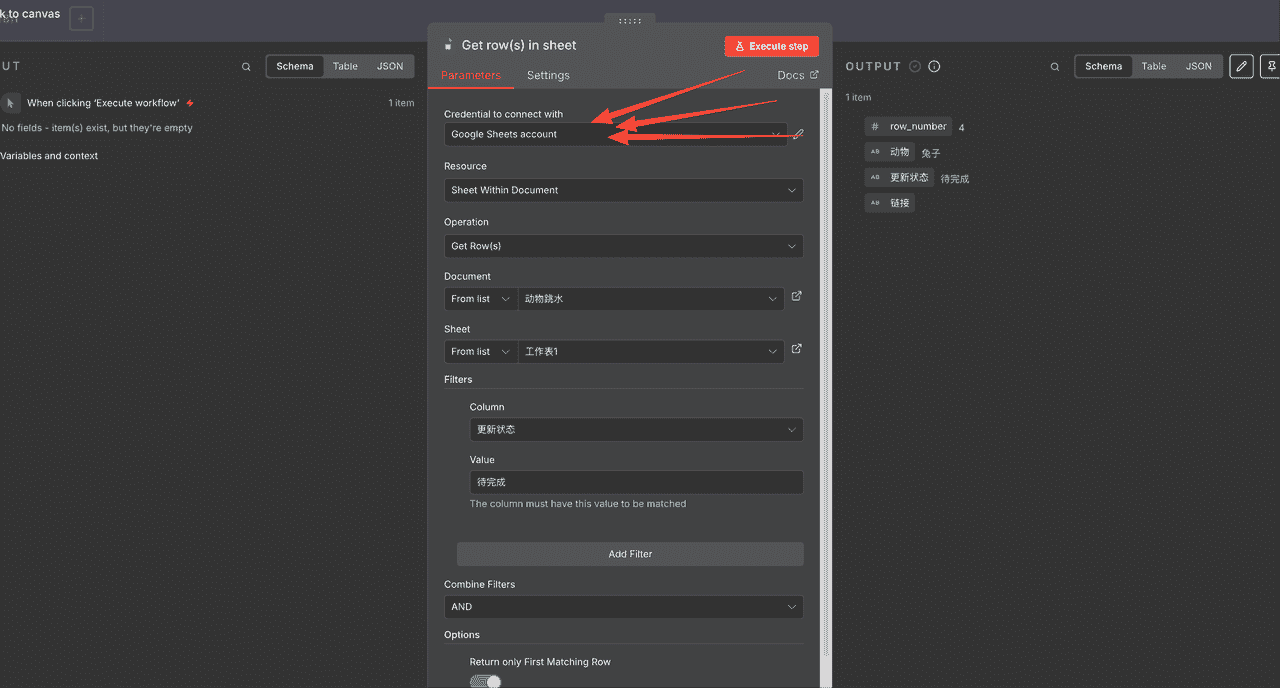 k to canvas
+
UT
Schema
Table
JSON
When clicking ‘Execute workflow’
1 item
No fields - item(s) exist, but they're empty
Variables and context
Get row(s) in sheet
Execute step
Parameters
Settings
Docs
Credential to connect with
Google Sheets account
Resource
Sheet Within Document
Operation
Get Row(s)
Document
From list
动物跳水
Sheet
From list
工作表1
Filters
Column
更新状态
Value
待完成
The column must have this value to be matched
Add Filter
Combine Filters
AND
Options
Return only First Matching Row
OUTPUT
Schema
Table
JSON
1 item
# row_number 4
AB 动物 兔子
AB 更新状态 待完成
AB 链接